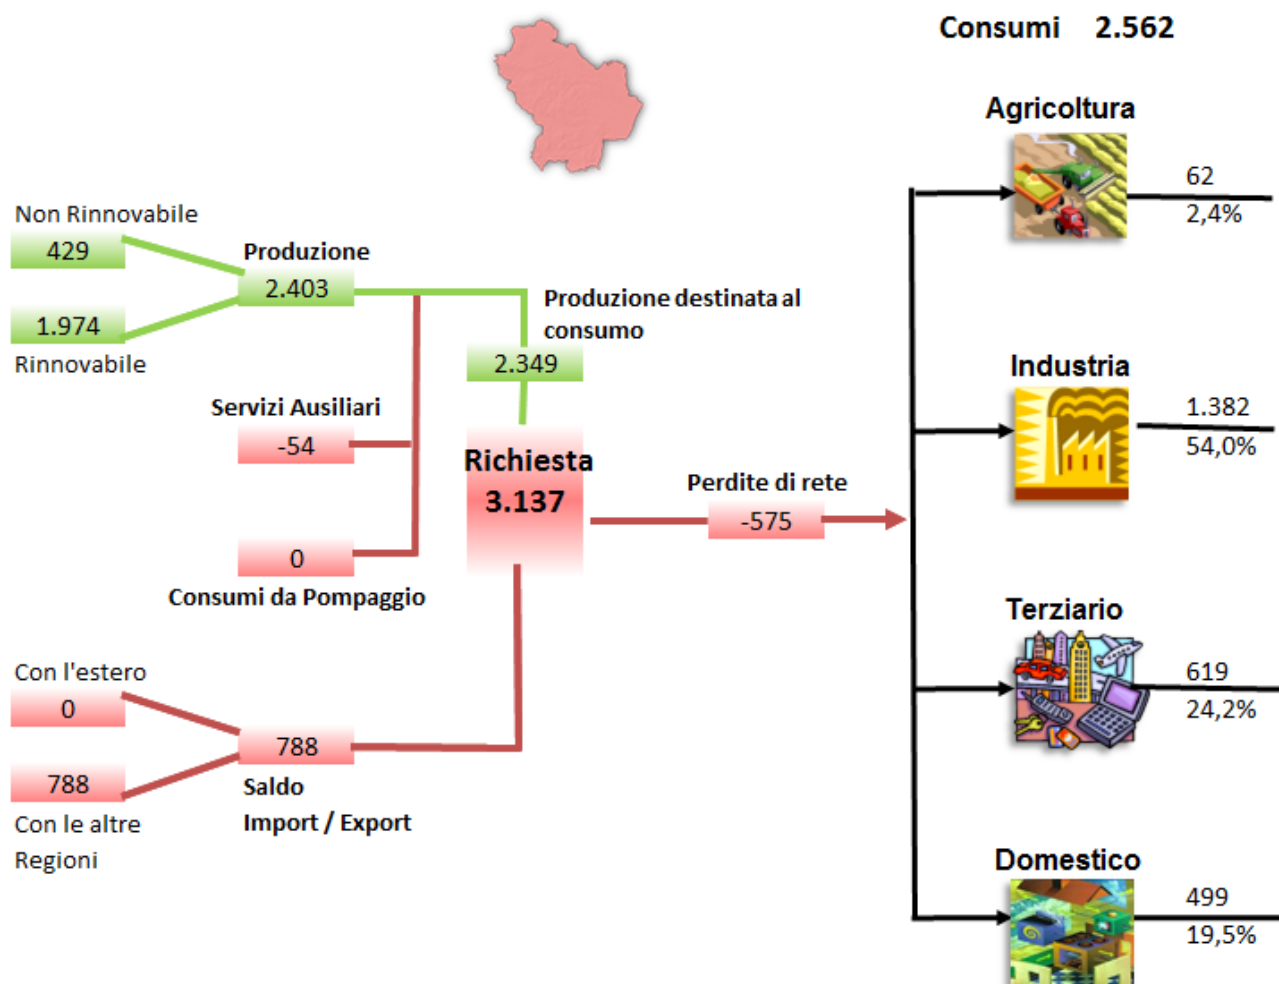 Consumi 2.562
Agricoltura
62
2,4%
Non Rinnovabile
429
Produzione
2.403
1.974
Rinnovabile
Produzione destinata al
consumo
2.349
Servizi Ausiliari
-54
Richiesta
3.137
0
Consumi da Pompaggio
Perdite di rete
-575
Industria
1.382
54,0%
Con l'estero
0
788
788
Saldo
Import / Export
Con le altre
Regioni
Terziario
619
24,2%
Domestico
499
19,5%